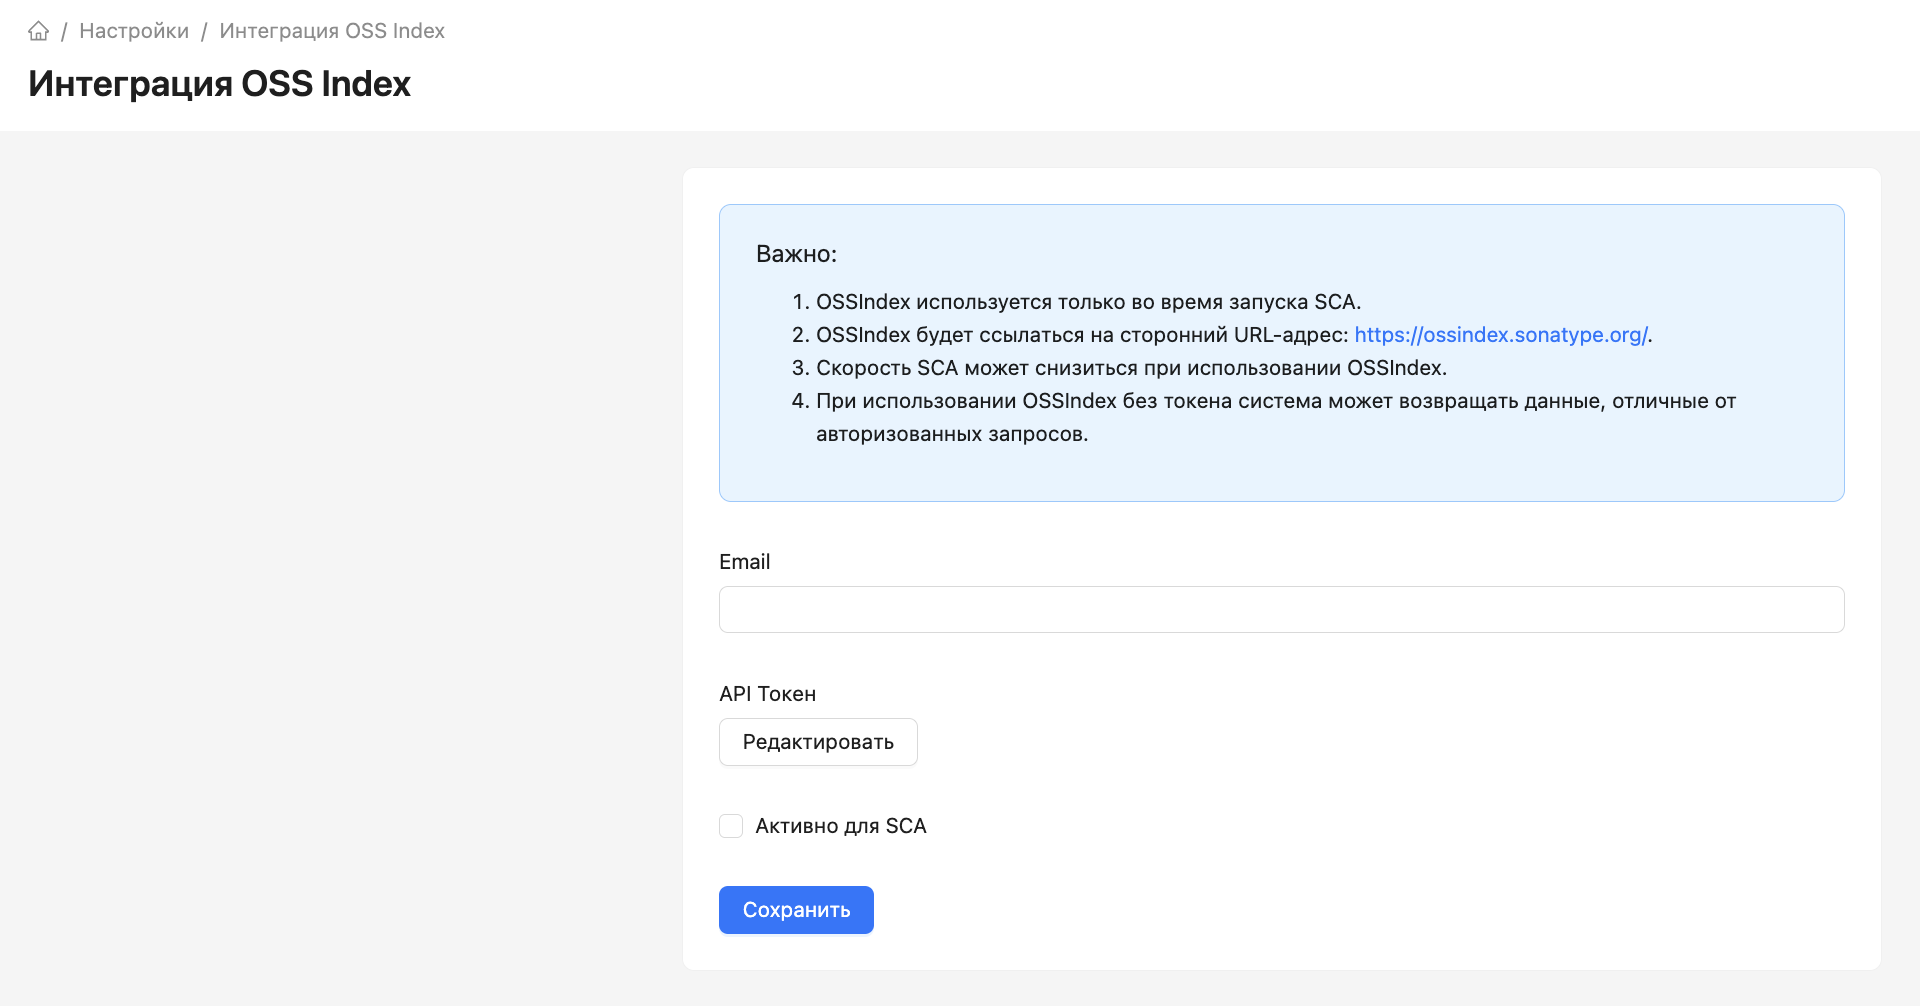 / Настройки / Интеграция OSS Index
Интеграция OSS Index
Важно:
1. OSSIndex используется только во время запуска SCA.
2. OSSIndex будет ссылаться на сторонний URL-адрес: https://ossindex.sonatype.org/.
3. Скорость SCA может снизиться при использовании OSSIndex.
4. При использовании OSSIndex без токена система может возвращать данные, отличные от
авторизованных запросов.
Email
API Токен
Редактировать
Активно для SCA
Сохранить